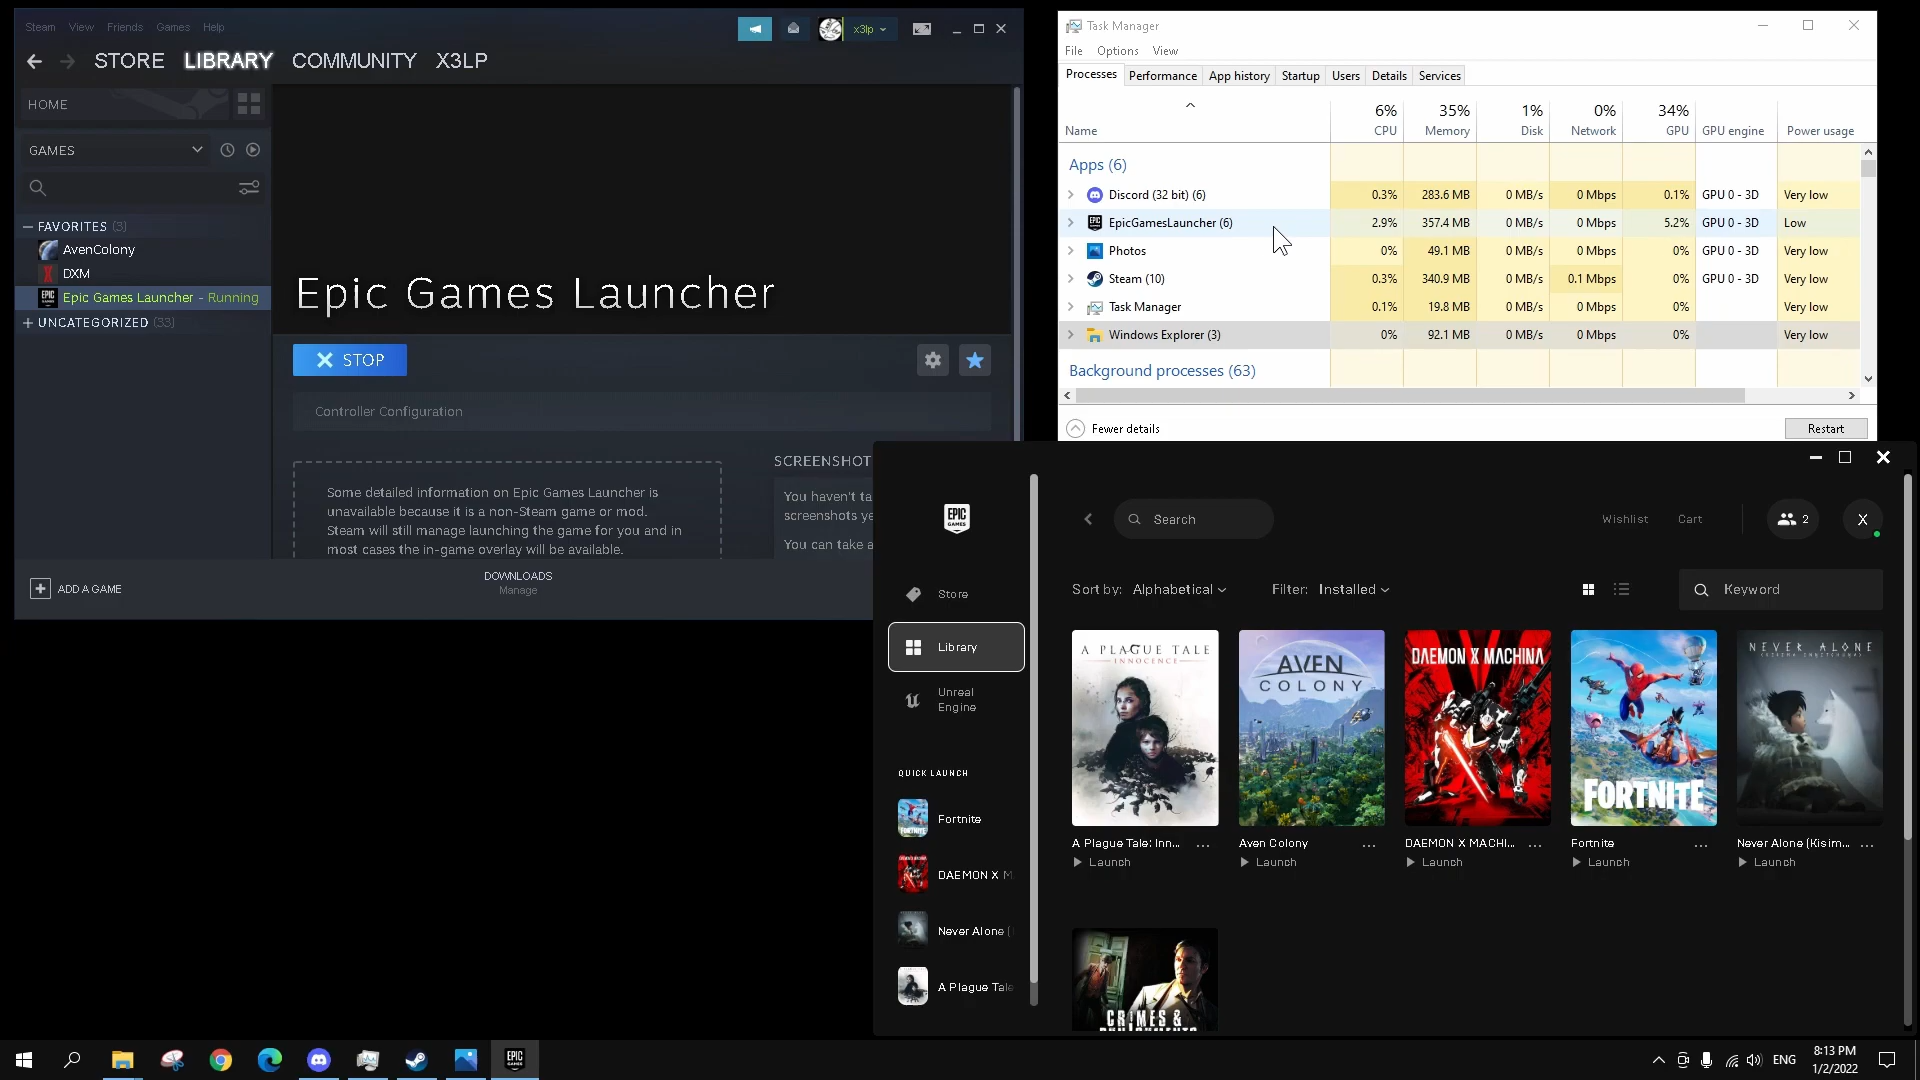 Steam View Friends Games Help
x3lp
STORE LIBRARY COMMUNITY X3LP
HOME
GAMES
FAVORITES (3)
AvenColony
DXM
Epic Games Launcher - Running
UNCATEGORIZED (33)
Epic Games Launcher
STOP
Controller Configuration
Some detailed information on Epic Games Launcher is
unavailable because it is a non-Steam game or mod.
Steam will still manage launching the game for you and in
most cases the in-game overlay will be available.
SCREENSHOT
You haven't ta
screenshots ye
You can take a
ADD A GAME
DOWNLOADS
Manage
Task Manager
File Options View
Processes Performance App history Startup Users Details Services
6% 35% 1% 0% 34%
Name CPU Memory Disk Network GPU GPU engine Power usage
Apps (6)
Discord (32 bit) (6) 0.3% 283.6 MB 0 MB/s 0 Mbps 0.1% GPU 0 - 3D Very low
EpicGamesLauncher (6) 2.9% 357.4 MB 0 MB/s 0 Mbps 5.2% GPU 0 - 3D Low
Photos 0% 49.1 MB 0 MB/s 0 Mbps 0% GPU 0 - 3D Very low
Steam (10) 0.3% 340.9 MB 0 MB/s 0.1 Mbps 0% GPU 0 - 3D Very low
Task Manager 0.1% 19.8 MB 0 MB/s 0 Mbps 0% Very low
Windows Explorer (3) 0% 92.1 MB 0 MB/s 0 Mbps 0% Very low
Background processes (63)
Fewer details
Restart
EPIC
GAMES
Store
Library
Unreal
Engine
QUICK LAUNCH
Fortnite
DAEMON X M
Never Alone (
A Plague Tale
Search
Wishlist Cart 2 X
Sort by: Alphabetical Filter: Installed Keyword
A PLAGUE TALE
INNOCENCE
AVEN
COLONY
DAEMON X MACHINA
FORTNITE
NEVER ALONE
A Plague Tale: Inn... ...
Launch
Aven Colony ...
Launch
DAEMON X MACHI... ...
Launch
Fortnite ...
Launch
Never Alone (Kisim... ...
Launch
CRIMES &
EPIC
GAMES
ENG
8:13 PM
1/2/2022